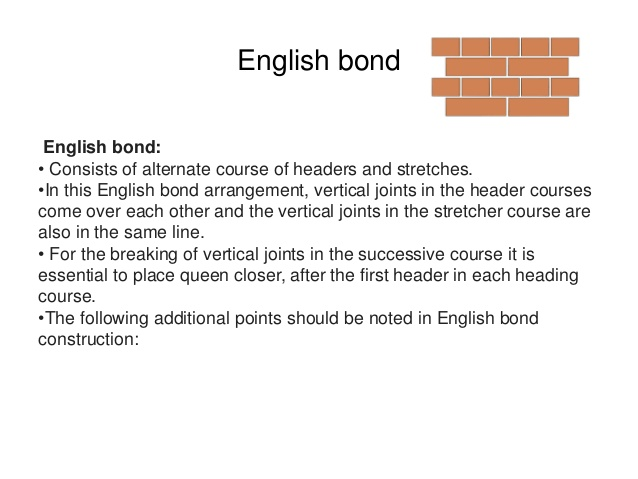 English bond
English bond:
• Consists of alternate course of headers and stretches.
•In this English bond arrangement, vertical joints in the header courses
come over each other and the vertical joints in the stretcher course are
also in the same line.
• For the breaking of vertical joints in the successive course it is
essential to place queen closer, after the first header in each heading
course.
•The following additional points should be noted in English bond
construction: